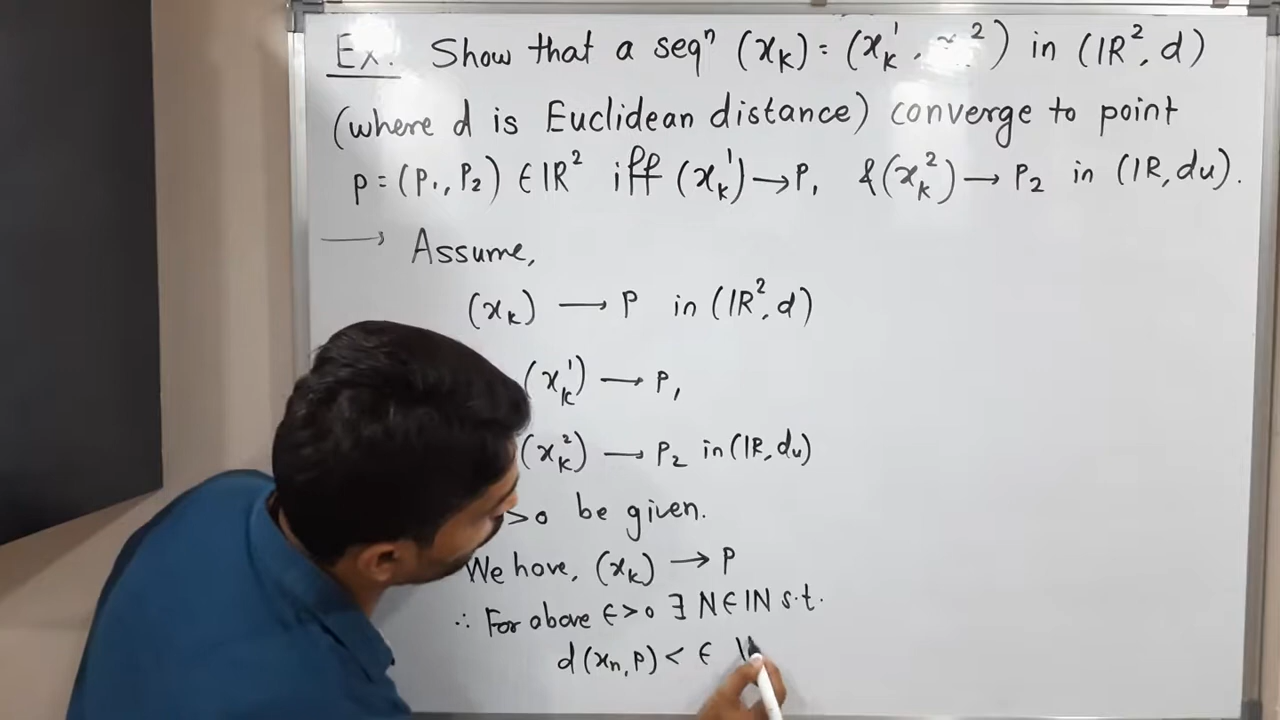 Ex. Show that a seqⁿ (xₖ) = (xₖ¹, ²) in (ℝ², d)
(where d is Euclidean distance) converge to point
p = (P₁, P₂) ∈ ℝ² iff (xₖ¹) → P₁ & (xₖ²) → P₂ in (ℝ, du).
→ Assume,
(xₖ) → P in (ℝ², d)
(xₖ¹) → P₁
(xₖ²) → P₂ in (ℝ, du)
>0 be given.
We have, (xₖ) → P
∴ For above ϵ>0 ∃ N∈ℕ s.t.
d(xₙ, P) < ϵ